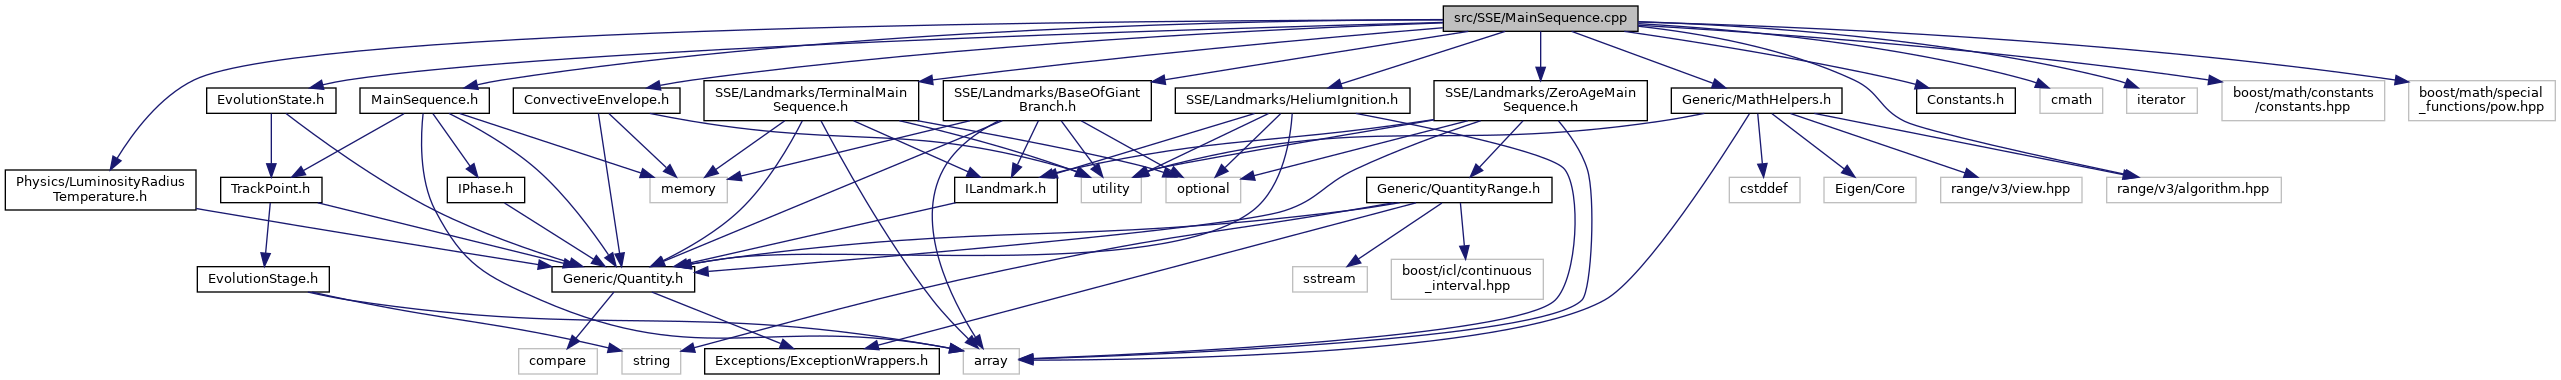 src/SSE/MainSequence.cpp
EvolutionState.h
MainSequence.h
ConvectiveEnvelope.h
SSE/Landmarks/TerminalMain
Sequence.h
SSE/Landmarks/BaseOfGiant
Branch.h
SSE/Landmarks/HeliumIgnition.h
SSE/Landmarks/ZeroAgeMain
Sequence.h
Generic/MathHelpers.h
Constants.h
cmath
iterator
boost/math/constants
/constants.hpp
boost/math/special
_functions/pow.hpp
Physics/LuminosityRadius
Temperature.h
TrackPoint.h
IPhase.h
memory
ILandmark.h
utility
optional
Generic/QuantityRange.h
cstddef
Eigen/Core
range/v3/view.hpp
range/v3/algorithm.hpp
EvolutionStage.h
Generic/Quantity.h
sstream
boost/icl/continuous
_interval.hpp
compare
string
Exceptions/ExceptionWrappers.h
array